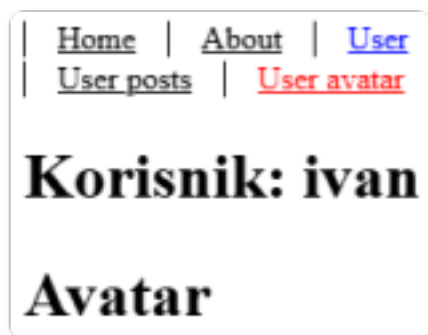 | Home | About | User
| User posts | User avatar
Korisnik: ivan
Avatar